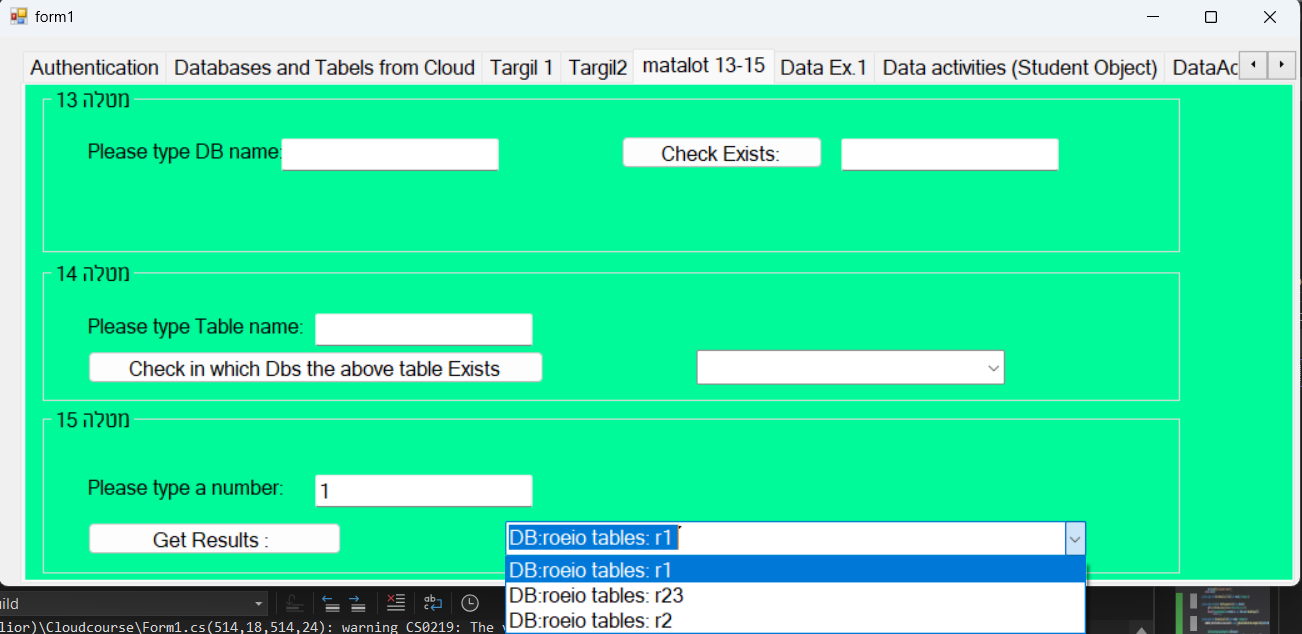 form1
Authentication Databases and Tabels from Cloud Targil 1 Targil2 matalot 13-15 Data Ex.1 Data activities (Student Object) DataAc
מטלה 13
Please type DB name: Check Exists:
מטלה 14
Please type Table name:
Check in which Dbs the above table Exists
מטלה 15
Please type a number: 1
Get Results : DB:roeio tables: r1
DB:roeio tables: r1
DB:roeio tables: r23
DB:roeio tables: r2
ild
lior)\Cloudcourse\Form1.cs(514,18,514,24): warning CS0219: The v